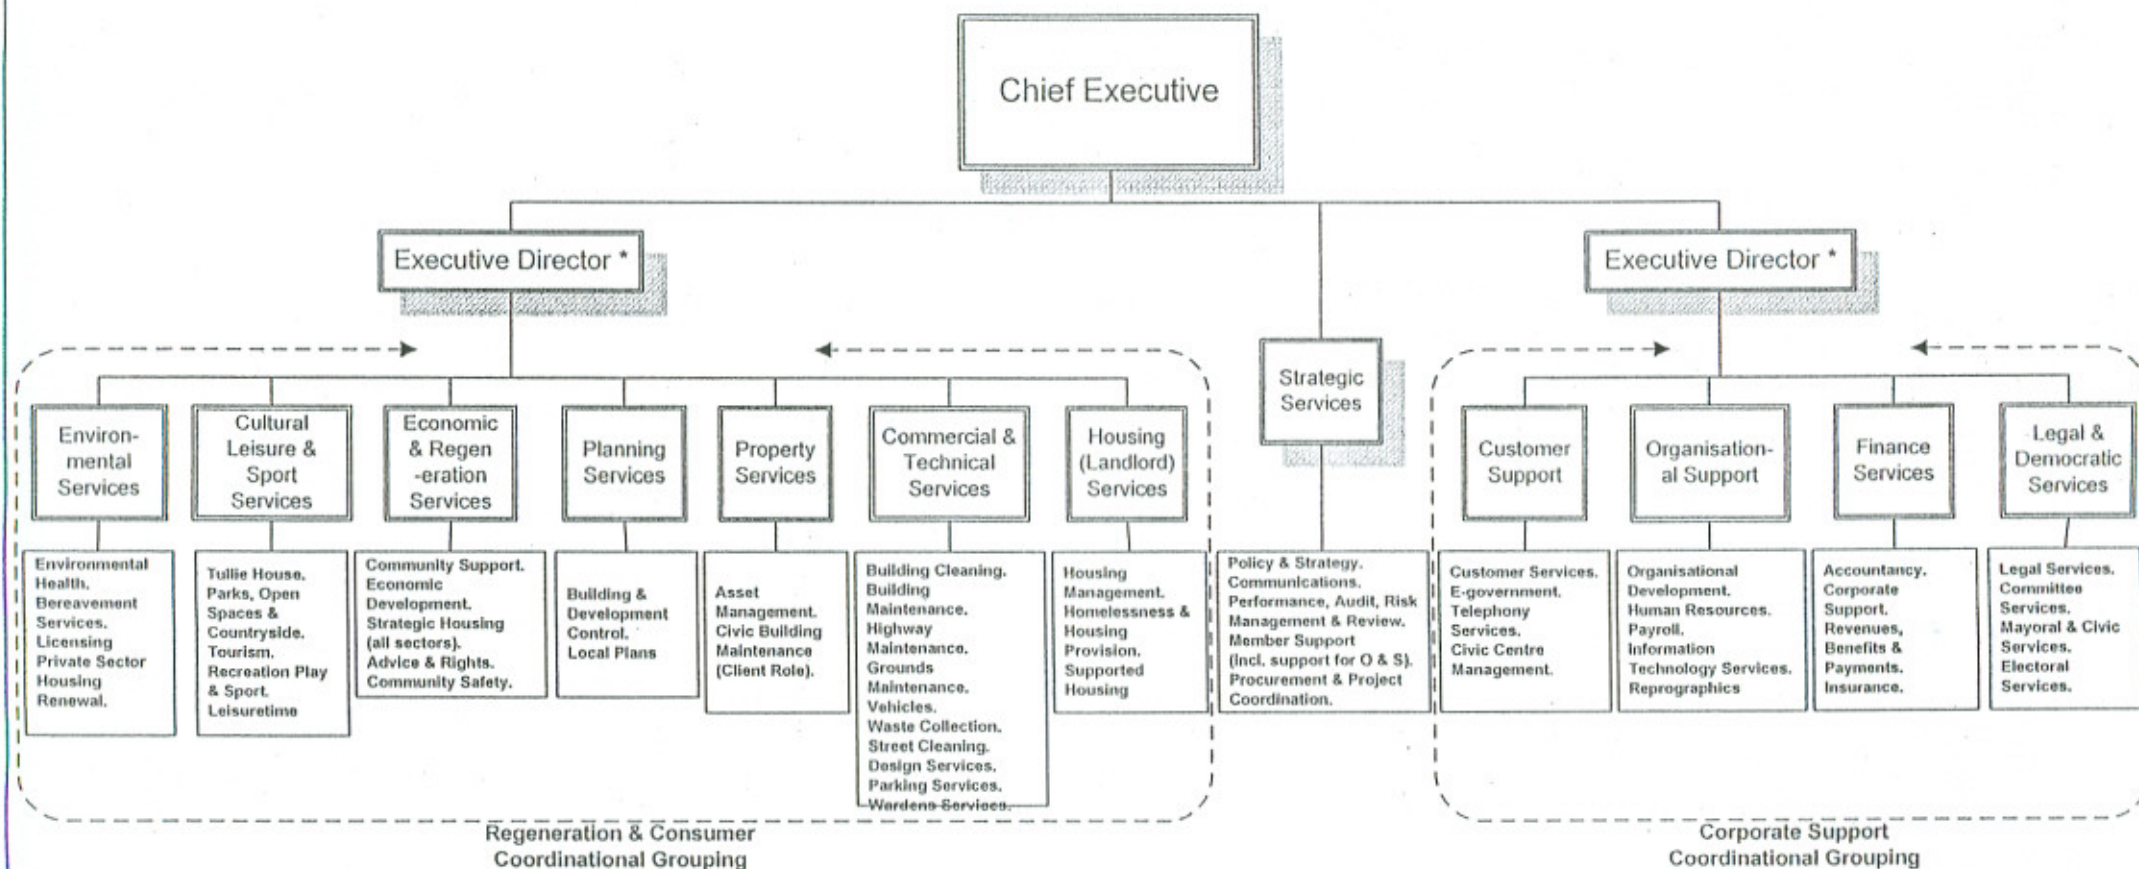 Chief Executive
Executive Director *
Executive Director *
Strategic
Services
Environ-
mental
Services
Cultural
Leisure &
Sport
Services
Economic
& Regen
-eration
Services
Planning
Services
Property
Services
Commercial &
Technical
Services
Housing
(Landlord)
Services
Customer
Support
Organisation-
al Support
Finance
Services
Legal &
Democratic
Services
Environmental
Health.
Bereavement
Services.
Licensing
Private Sector
Housing
Renewal.
Tullie House.
Parks, Open
Spaces &
Countryside.
Tourism.
Recreation Play
& Sport.
Leisuretime
Community Support.
Economic
Development.
Strategic Housing
(all sectors).
Advice & Rights.
Community Safety.
Building &
Development
Control.
Local Plans
Asset
Management.
Civic Building
Maintenance
(Client Role).
Building Cleaning.
Building
Maintenance.
Highway
Maintenance.
Grounds
Maintenance.
Vehicles.
Waste Collection.
Street Cleaning.
Design Services.
Parking Services.
Wardens Services.
Housing
Management.
Homelessness &
Housing
Provision.
Supported
Housing
Policy & Strategy.
Communications.
Performance, Audit, Risk
Management & Review.
Member Support
(Incl. support for O & S).
Procurement & Project
Coordination.
Customer Services.
E-government.
Telephony
Services.
Civic Centre
Management.
Organisational
Development.
Human Resources.
Payroll.
Information
Technology Services.
Reprographics
Accountancy.
Corporate
Support.
Revenues,
Benefits &
Payments.
Insurance.
Legal Services.
Committee
Services.
Mayoral & Civic
Services.
Electoral
Services.
Regeneration & Consumer
Coordinational Grouping
Corporate Support
Coordinational Grouping